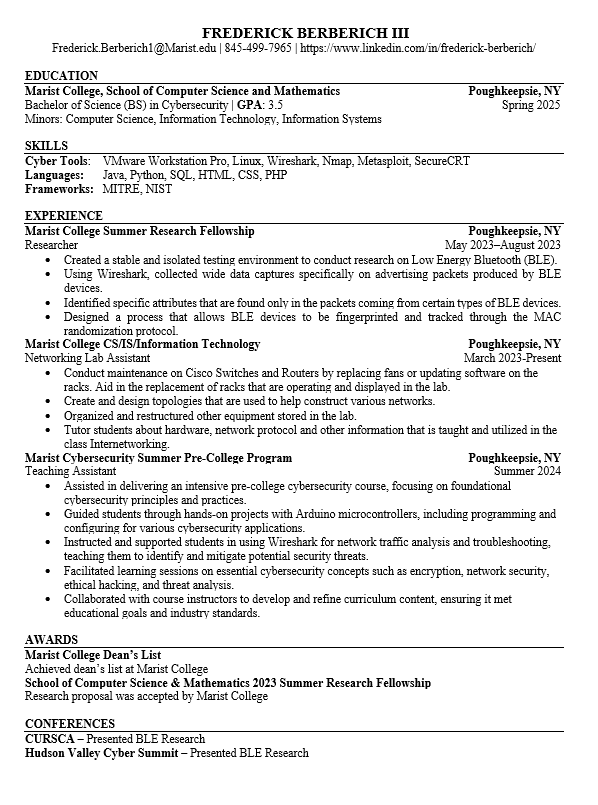 FREDERICK BERBERICH III
Frederick.Berberich1@Marist.edu | 845-499-7965 | https://www.linkedin.com/in/frederick-berberich/
EDUCATION
Marist College, School of Computer Science and Mathematics Poughkeepsie, NY
Bachelor of Science (BS) in Cybersecurity | GPA: 3.5 Spring 2025
Minors: Computer Science, Information Technology, Information Systems
SKILLS
Cyber Tools: VMware Workstation Pro, Linux, Wireshark, Nmap, Metasploit, SecureCRT
Languages: Java, Python, SQL, HTML, CSS, PHP
Frameworks: MITRE, NIST
EXPERIENCE
Marist College Summer Research Fellowship Poughkeepsie, NY
Researcher May 2023–August 2023
• Created a stable and isolated testing environment to conduct research on Low Energy Bluetooth (BLE).
• Using Wireshark, collected wide data captures specifically on advertising packets produced by BLE
devices.
• Identified specific attributes that are found only in the packets coming from certain types of BLE devices.
• Designed a process that allows BLE devices to be fingerprinted and tracked through the MAC
randomization protocol.
Marist College CS/IS/Information Technology Poughkeepsie, NY
Networking Lab Assistant March 2023-Present
• Conduct maintenance on Cisco Switches and Routers by replacing fans or updating software on the
racks. Aid in the replacement of racks that are operating and displayed in the lab.
• Create and design topologies that are used to help construct various networks.
• Organized and restructured other equipment stored in the lab.
• Tutor students about hardware, network protocol and other information that is taught and utilized in the
class Internetworking.
Marist Cybersecurity Summer Pre-College Program Poughkeepsie, NY
Teaching Assistant Summer 2024
• Assisted in delivering an intensive pre-college cybersecurity course, focusing on foundational
cybersecurity principles and practices.
• Guided students through hands-on projects with Arduino microcontrollers, including programming and
configuring for various cybersecurity applications.
• Instructed and supported students in using Wireshark for network traffic analysis and troubleshooting,
teaching them to identify and mitigate potential security threats.
• Facilitated learning sessions on essential cybersecurity concepts such as encryption, network security,
ethical hacking, and threat analysis.
• Collaborated with course instructors to develop and refine curriculum content, ensuring it met
educational goals and industry standards.
AWARDS
Marist College Dean’s List
Achieved dean’s list at Marist College
School of Computer Science & Mathematics 2023 Summer Research Fellowship
Research proposal was accepted by Marist College
CONFERENCES
CURSCA – Presented BLE Research
Hudson Valley Cyber Summit – Presented BLE Research